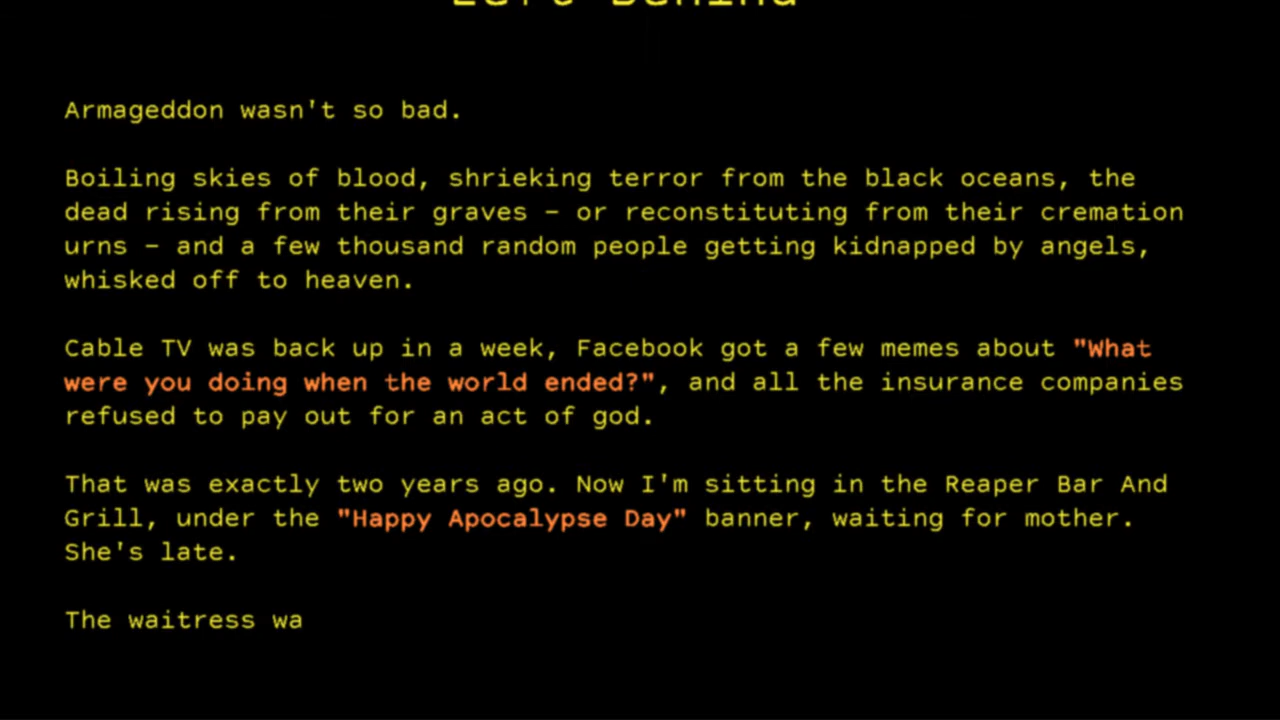 Left Behind
Armageddon wasn't so bad.
Boiling skies of blood, shrieking terror from the black oceans, the
dead rising from their graves – or reconstituting from their cremation
urns – and a few thousand random people getting kidnapped by angels,
whisked off to heaven.
Cable TV was back up in a week, Facebook got a few memes about "What
were you doing when the world ended?", and all the insurance companies
refused to pay out for an act of god.
That was exactly two years ago. Now I'm sitting in the Reaper Bar And
Grill, under the "Happy Apocalypse Day" banner, waiting for mother.
She's late.
The waitress wa